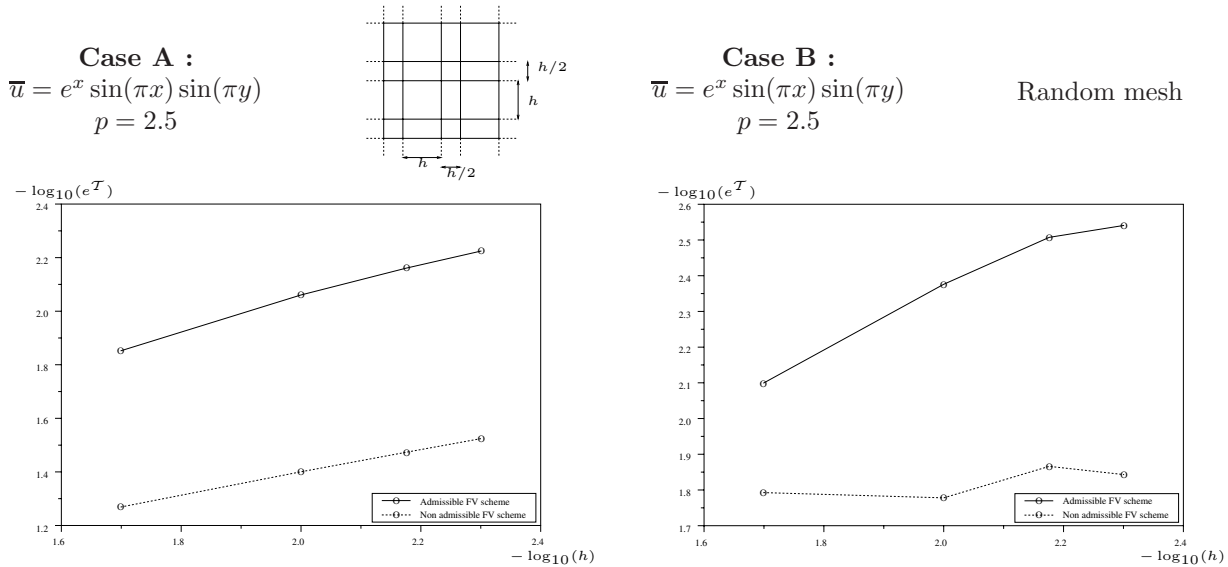 Case A :
u̅ = e^x sin(πx) sin(πy)
p = 2.5
h/2
h
h
h/2
− log₁₀(e^𝒯)
2.4
2.2
2.0
1.8
1.6
1.4
1.2
1.6 1.8 2.0 2.2 2.4
Admissible FV scheme
Non admissible FV scheme
− log₁₀(h)
Case B :
u̅ = e^x sin(πx) sin(πy)
p = 2.5
Random mesh
− log₁₀(e^𝒯)
2.6
2.5
2.4
2.3
2.2
2.1
2.0
1.9
1.8
1.7
1.6 1.8 2.0 2.2 2.4
Admissible FV scheme
Non admissible FV scheme
− log₁₀(h)